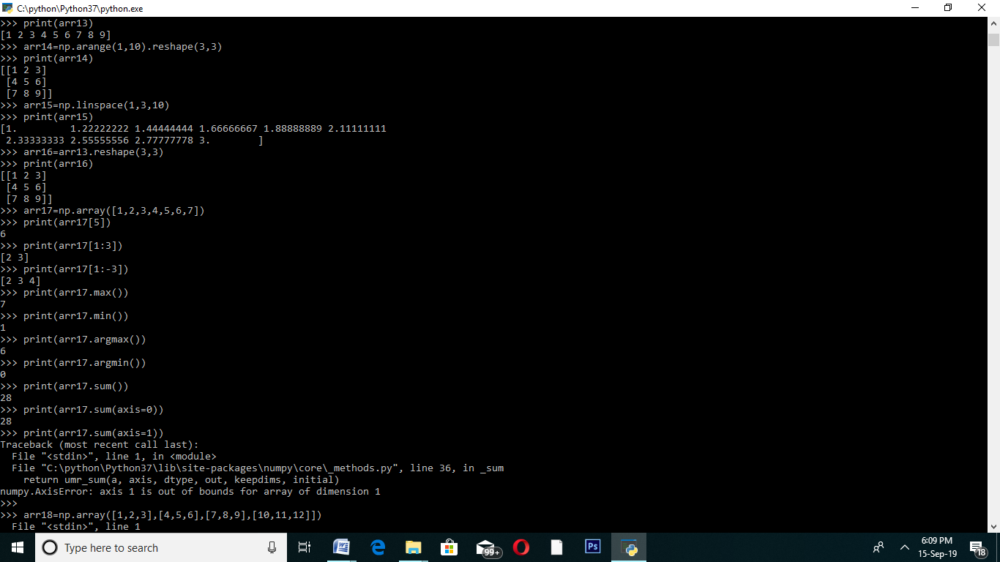 C:\python\Python37\python.exe
>>> print(arr13)
[1 2 3 4 5 6 7 8 9]
>>> arr14=np.arange(1,10).reshape(3,3)
>>> print(arr14)
[[1 2 3]
 [4 5 6]
 [7 8 9]]
>>> arr15=np.linspace(1,3,10)
>>> print(arr15)
[1.         1.22222222 1.44444444 1.66666667 1.88888889 2.11111111
 2.33333333 2.55555556 2.77777778 3.        ]
>>> arr16=arr13.reshape(3,3)
>>> print(arr16)
[[1 2 3]
 [4 5 6]
 [7 8 9]]
>>> arr17=np.array([1,2,3,4,5,6,7])
>>> print(arr17[5])
6
>>> print(arr17[1:3])
[2 3]
>>> print(arr17[1:-3])
[2 3 4]
>>> print(arr17.max())
7
>>> print(arr17.min())
1
>>> print(arr17.argmax())
6
>>> print(arr17.argmin())
0
>>> print(arr17.sum())
28
>>> print(arr17.sum(axis=0))
28
>>> print(arr17.sum(axis=1))
Traceback (most recent call last):
  File "<stdin>", line 1, in <module>
  File "C:\python\Python37\lib\site-packages\numpy\core\_methods.py", line 36, in _sum
    return umr_sum(a, axis, dtype, out, keepdims, initial)
numpy.AxisError: axis 1 is out of bounds for array of dimension 1
>>>
>>> arr18=np.array([1,2,3],[4,5,6],[7,8,9],[10,11,12]])
  File "<stdin>", line 1
Type here to search
99+
Ps
6:09 PM
15-Sep-19
18